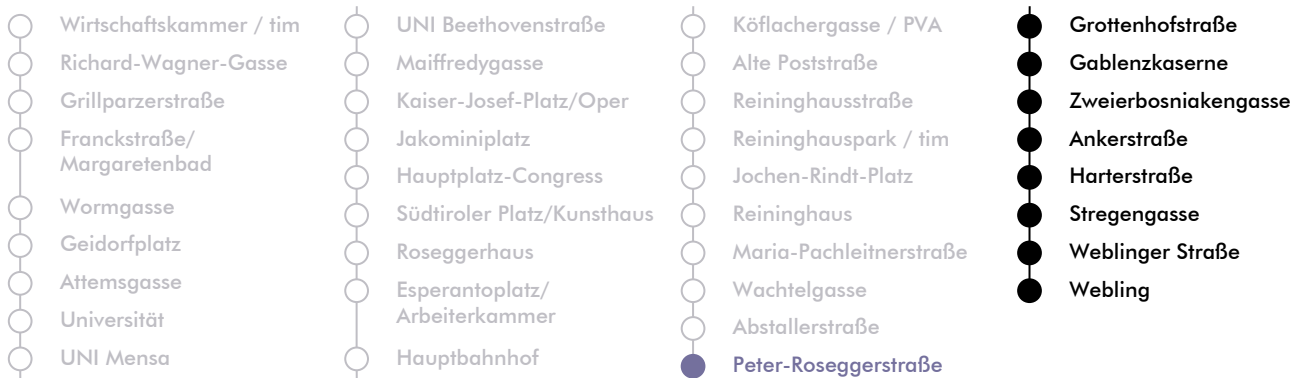 Wirtschaftskammer / tim
Richard-Wagner-Gasse
Grillparzerstraße
Franckstraße/
Margaretenbad
Wormgasse
Geidorfplatz
Attemsgasse
Universität
UNI Mensa
UNI Beethovenstraße
Maiffredygasse
Kaiser-Josef-Platz/Oper
Jakominiplatz
Hauptplatz-Congress
Südtiroler Platz/Kunsthaus
Roseggerhaus
Esperantoplatz/
Arbeiterkammer
Hauptbahnhof
Köflachergasse / PVA
Alte Poststraße
Reininghausstraße
Reininghauspark / tim
Jochen-Rindt-Platz
Reininghaus
Maria-Pachleitnerstraße
Wachtelgasse
Abstallerstraße
Peter-Roseggerstraße
Grottenhofstraße
Gablenzkaserne
Zweierbosniakengasse
Ankerstraße
Harterstraße
Stregengasse
Weblinger Straße
Webling